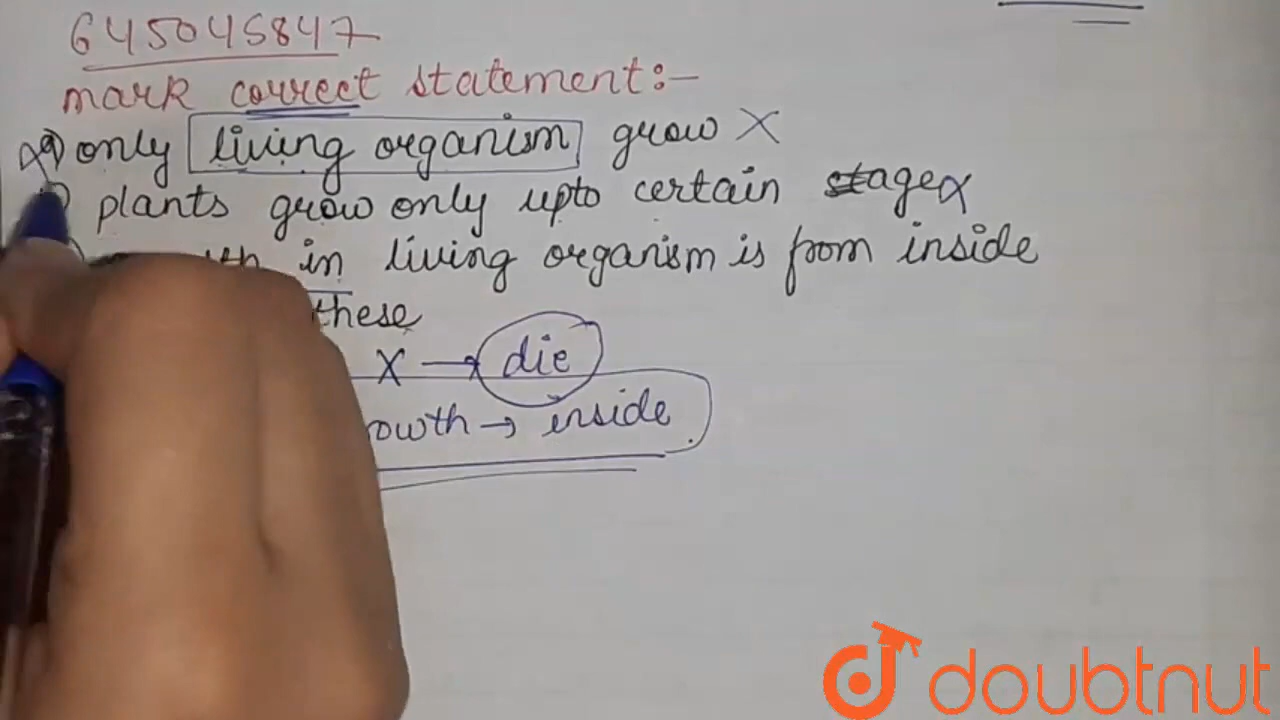 645045847
mark correct statement:-
a) only living organism grow X
plants grow only upto certain stage X
in living organism is from inside
these
X → die
owth → inside
doubtnut